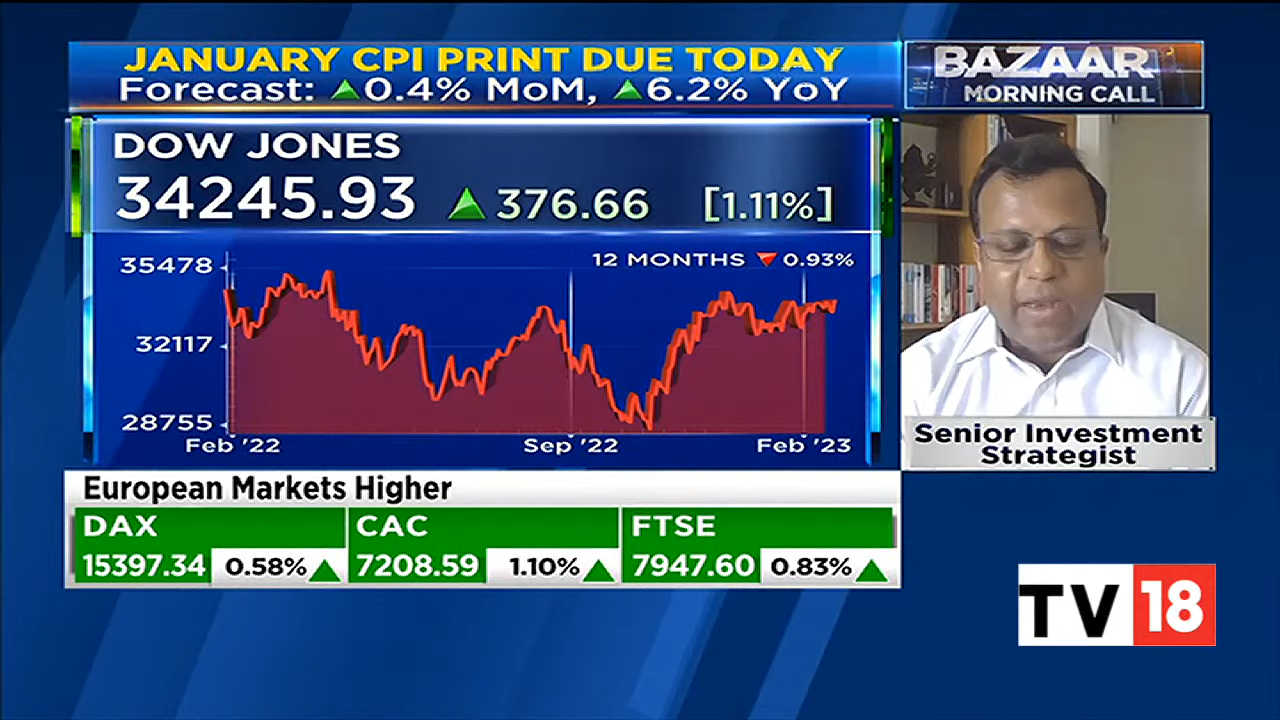 JANUARY CPI PRINT DUE TODAY
Forecast: ▲0.4% MoM, ▲6.2% YoY
BAZAAR
MORNING CALL
DOW JONES
34245.93 ▲ 376.66 [1.11%]
12 MONTHS ▼ 0.93%
35478
32117
28755
Feb '22 Sep '22 Feb '23
Senior Investment
Strategist
European Markets Higher
DAX CAC FTSE
15397.34 0.58% ▲ 7208.59 1.10% ▲ 7947.60 0.83% ▲
TV 18